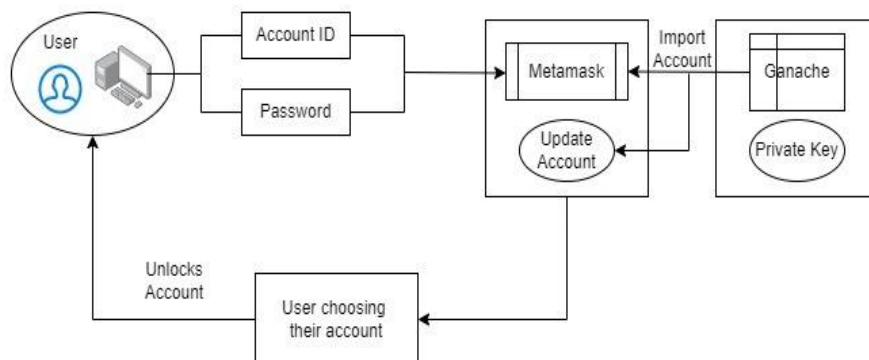 User
Account ID
Password
Metamask
Import
Account
Ganache
Update
Account
Private Key
Unlocks
Account
User choosing
their account